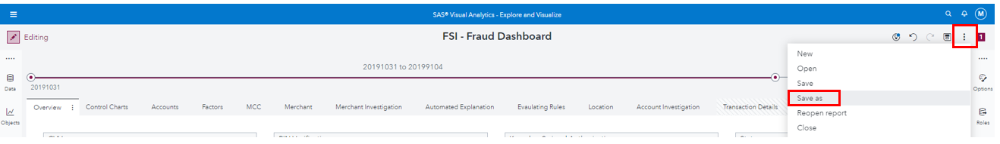 SAS® Visual Analytics - Explore and Visualize
M
Editing
FSI - Fraud Dashboard
1
New
Open
Save
Save as
Reopen report
Close
20191031 to 20199104
20191031
Data
Objects
Options
Roles
Overview
Control Charts
Accounts
Factors
MCC
Merchant
Merchant Investigation
Automated Explanation
Evaulating Rules
Location
Account Investigation
Transaction Details